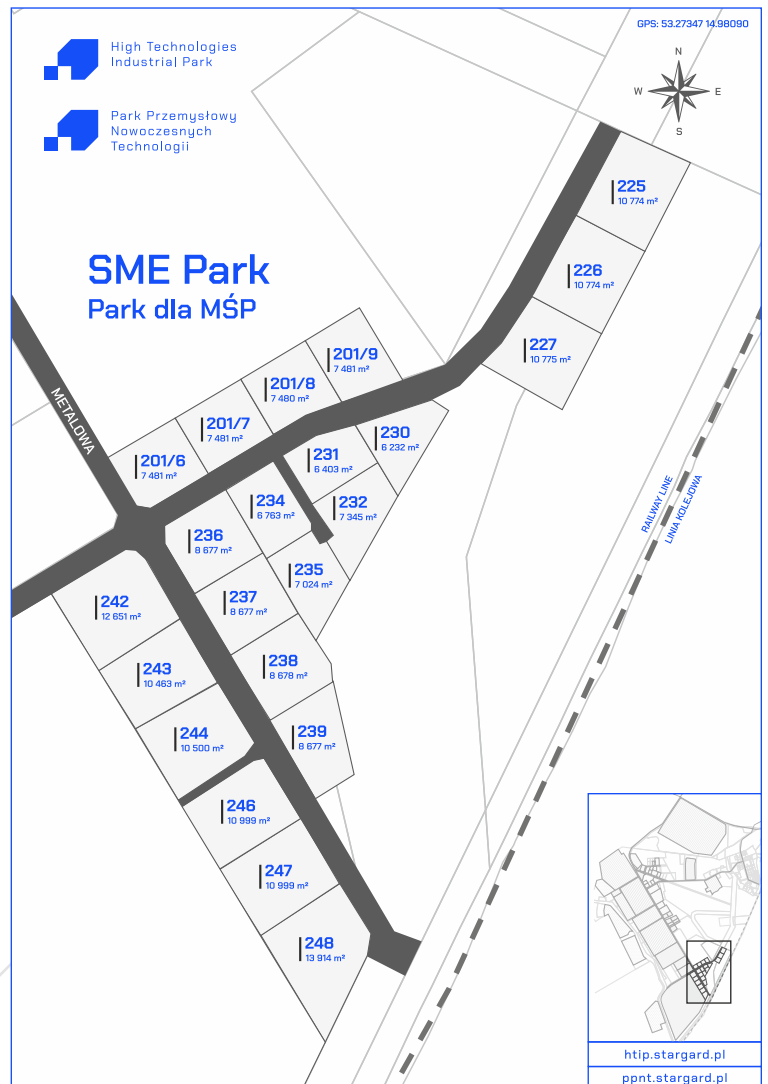 High Technologies
Industrial Park
Park Przemysłowy
Nowoczesnych
Technologii
GPS: 53.27347 14.98090
N
W
E
S
SME Park
Park dla MŚP
225
10 774 m²
226
10 774 m²
227
10 775 m²
201/9
7 481 m²
201/8
7 480 m²
201/7
7 481 m²
201/6
7 481 m²
METALOWA
230
6 232 m²
231
6 403 m²
232
7 345 m²
234
6 763 m²
235
7 024 m²
236
8 677 m²
237
8 677 m²
238
8 678 m²
239
8 677 m²
242
12 651 m²
243
10 463 m²
244
10 500 m²
246
10 999 m²
247
10 999 m²
248
13 914 m²
RAILWAY LINE
LINIA KOLEJOWA
htip.stargard.pl
ppnt.stargard.pl